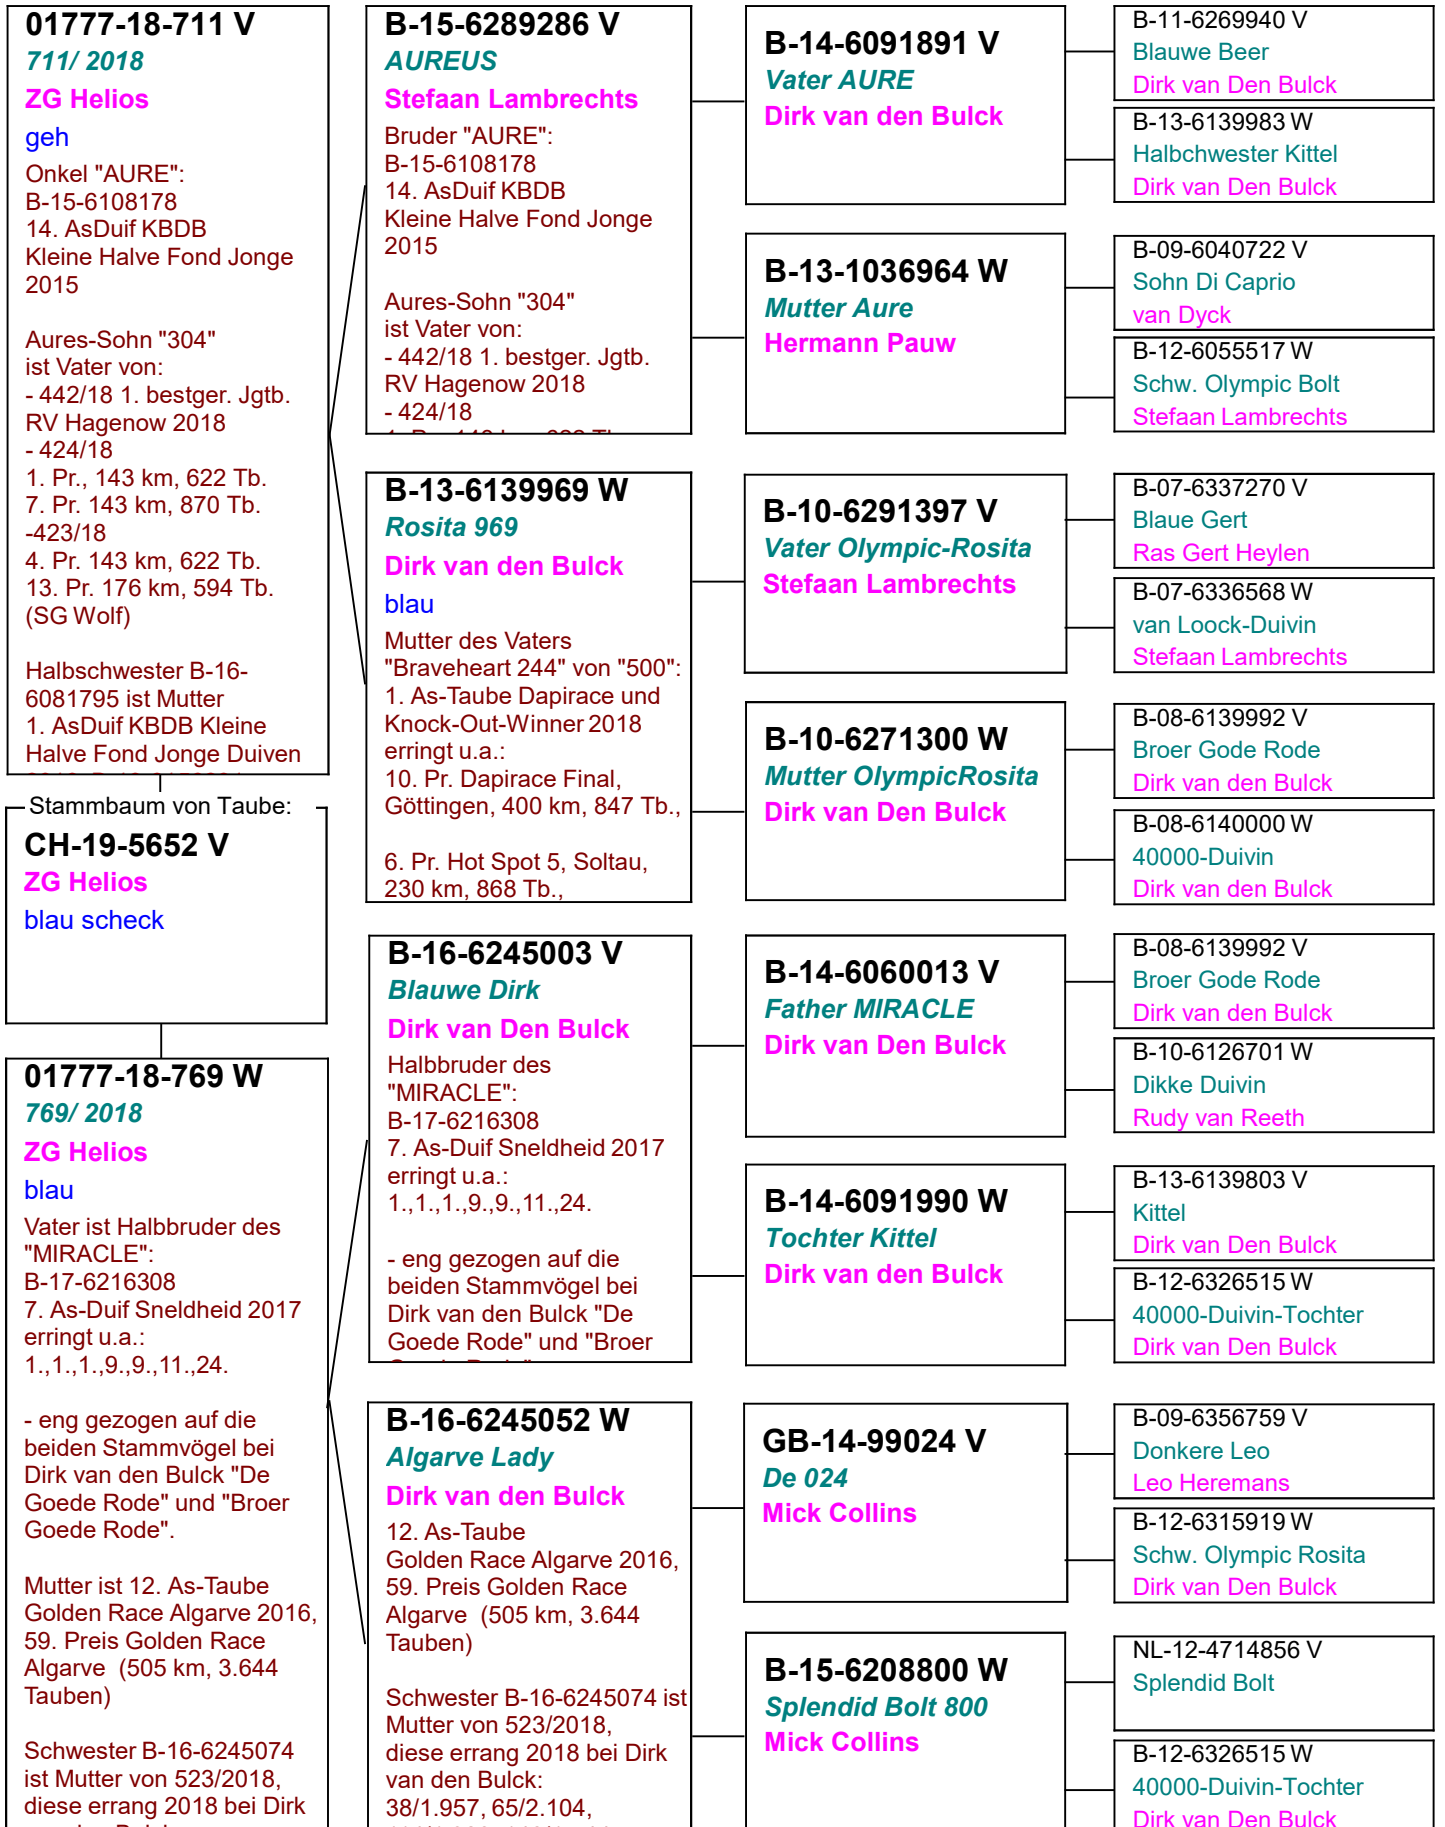 01777-18-711 V
711/ 2018
ZG Helios
geh
Onkel "AURE":
B-15-6108178
14. AsDuif KBDB
Kleine Halve Fond Jonge
2015
Aures-Sohn "304"
ist Vater von:
- 442/18 1. bestger. Jgtb.
RV Hagenow 2018
- 424/18
1. Pr., 143 km, 622 Tb.
7. Pr. 143 km, 870 Tb.
-423/18
4. Pr. 143 km, 622 Tb.
13. Pr. 176 km, 594 Tb.
(SG Wolf)
Halbschwester B-16-
6081795 ist Mutter
1. AsDuif KBDB Kleine
Halve Fond Jonge Duiven
Stammbaum von Taube:
CH-19-5652 V
ZG Helios
blau scheck
01777-18-769 W
769/ 2018
ZG Helios
blau
Vater ist Halbbruder des
"MIRACLE":
B-17-6216308
7. As-Duif Sneldheid 2017
erringt u.a.:
1.,1.,1.,9.,9.,11.,24.
- eng gezogen auf die
beiden Stammvögel bei
Dirk van den Bulck "De
Goede Rode" und "Broer
Goede Rode".
Mutter ist 12. As-Taube
Golden Race Algarve 2016,
59. Preis Golden Race
Algarve  (505 km, 3.644
Tauben)
Schwester B-16-6245074
ist Mutter von 523/2018,
diese errang 2018 bei Dirk
B-15-6289286 V
AUREUS
Stefaan Lambrechts
Bruder "AURE":
B-15-6108178
14. AsDuif KBDB
Kleine Halve Fond Jonge
2015
Aures-Sohn "304"
ist Vater von:
- 442/18 1. bestger. Jgtb.
RV Hagenow 2018
- 424/18
B-13-6139969 W
Rosita 969
Dirk van den Bulck
blau
Mutter des Vaters
"Braveheart 244" von "500":
1. As-Taube Dapirace und
Knock-Out-Winner 2018
erringt u.a.:
10. Pr. Dapirace Final,
Göttingen, 400 km, 847 Tb.,
6. Pr. Hot Spot 5, Soltau,
230 km, 868 Tb.,
B-16-6245003 V
Blauwe Dirk
Dirk van Den Bulck
Halbbruder des
"MIRACLE":
B-17-6216308
7. As-Duif Sneldheid 2017
erringt u.a.:
1.,1.,1.,9.,9.,11.,24.
- eng gezogen auf die
beiden Stammvögel bei
Dirk van den Bulck "De
Goede Rode" und "Broer
B-16-6245052 W
Algarve Lady
Dirk van den Bulck
12. As-Taube
Golden Race Algarve 2016,
59. Preis Golden Race
Algarve  (505 km, 3.644
Tauben)
Schwester B-16-6245074 ist
Mutter von 523/2018,
diese errang 2018 bei Dirk
van den Bulck:
38/1.957, 65/2.104,
B-14-6091891 V
Vater AURE
Dirk van den Bulck
B-13-1036964 W
Mutter Aure
Hermann Pauw
B-10-6291397 V
Vater Olympic-Rosita
Stefaan Lambrechts
B-10-6271300 W
Mutter OlympicRosita
Dirk van Den Bulck
B-14-6060013 V
Father MIRACLE
Dirk van Den Bulck
B-14-6091990 W
Tochter Kittel
Dirk van den Bulck
GB-14-99024 V
De 024
Mick Collins
B-15-6208800 W
Splendid Bolt 800
Mick Collins
B-11-6269940 V
Blauwe Beer
Dirk van Den Bulck
B-13-6139983 W
Halbchwester Kittel
Dirk van Den Bulck
B-09-6040722 V
Sohn Di Caprio
van Dyck
B-12-6055517 W
Schw. Olympic Bolt
Stefaan Lambrechts
B-07-6337270 V
Blaue Gert
Ras Gert Heylen
B-07-6336568 W
van Loock-Duivin
Stefaan Lambrechts
B-08-6139992 V
Broer Gode Rode
Dirk van den Bulck
B-08-6140000 W
40000-Duivin
Dirk van den Bulck
B-08-6139992 V
Broer Gode Rode
Dirk van den Bulck
B-10-6126701 W
Dikke Duivin
Rudy van Reeth
B-13-6139803 V
Kittel
Dirk van Den Bulck
B-12-6326515 W
40000-Duivin-Tochter
Dirk van Den Bulck
B-09-6356759 V
Donkere Leo
Leo Heremans
B-12-6315919 W
Schw. Olympic Rosita
Dirk van Den Bulck
NL-12-4714856 V
Splendid Bolt
B-12-6326515 W
40000-Duivin-Tochter
Dirk van Den Bulck